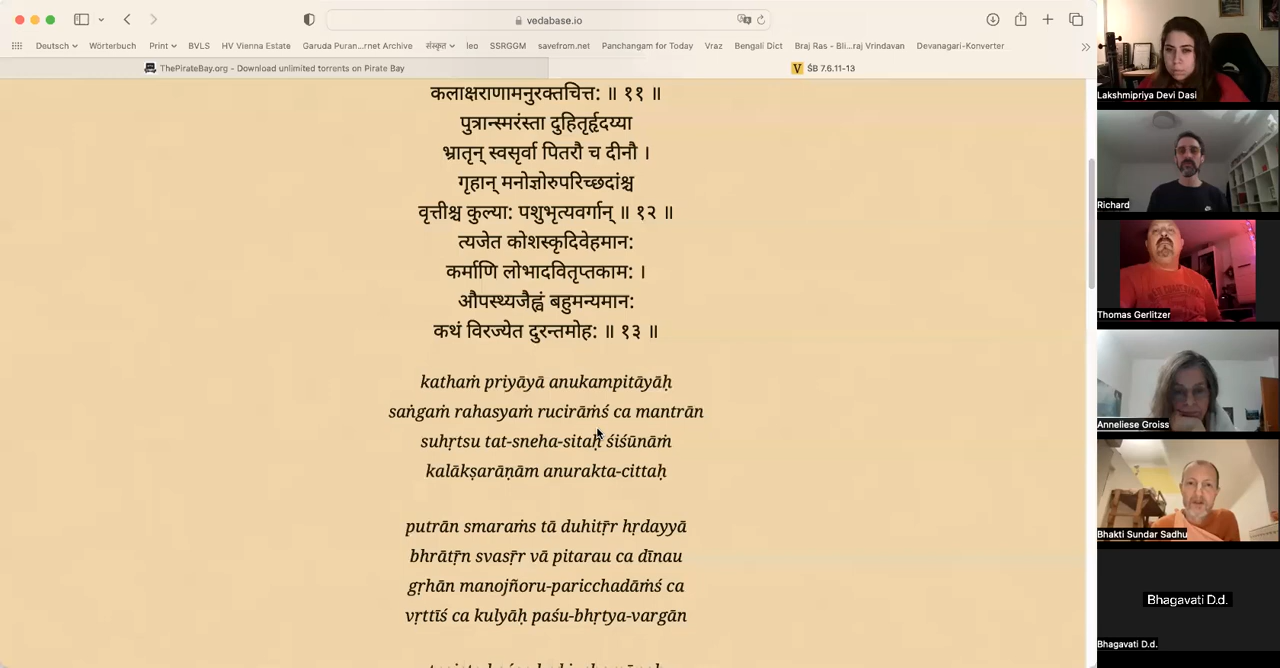 vedabase.io
Deutsch
Wörterbuch
Print
BVLS
HV Vienna Estate
Garuda Puran...rnet Archive
संस्कृत
leo
SSRGGM
savefrom.net
Panchangam for Today
Vraz
Bengali Dict
Braj Ras - Bli...raj Vrindavan
Devanagari-Konverter
ThePirateBay.org - Download unlimited torrents on Pirate Bay
V ŚB 7.6.11-13
कलाक्षराणामनुरक्तचित्त: ॥ ११ ॥
पुत्रान्स्मरंस्ता दुहितृर्हृदय्या
भ्रातृन् स्वसृर्वा पितरौ च दीनौ ।
गृहान् मनोज्ञोरुपरिच्छदांश्च
वृत्तीश्च कुल्या: पशुभृत्यवर्गान् ॥ १२ ॥
त्यजेत कोशस्कृदिवेहमान:
कर्माणि लोभादवितृप्तकाम: ।
औपस्थ्यजैह्वं बहुमन्यमान:
कथं विरज्येत दुरन्तमोह: ॥ १३ ॥
kathaṁ priyāyā anukampitāyāḥ
saṅgaṁ rahasyaṁ rucirāṁś ca mantrān
suhṛtsu tat-sneha-sitaḥ śiśūnāṁ
kalākṣarāṇām anurakta-cittaḥ
putrān smaraṁs tā duhitṝr hṛdayyā
bhrātṝn svasṝr vā pitarau ca dīnau
gṛhān manojñoru-paricchadāṁś ca
vṛttīś ca kulyāḥ paśu-bhṛtya-vargān
Lakshmipriya Devi Dasi
Richard
Thomas Gerlitzer
Anneliese Groiss
Bhakti Sundar Sadhu
Bhagavati D.d.
Bhagavati D.d.